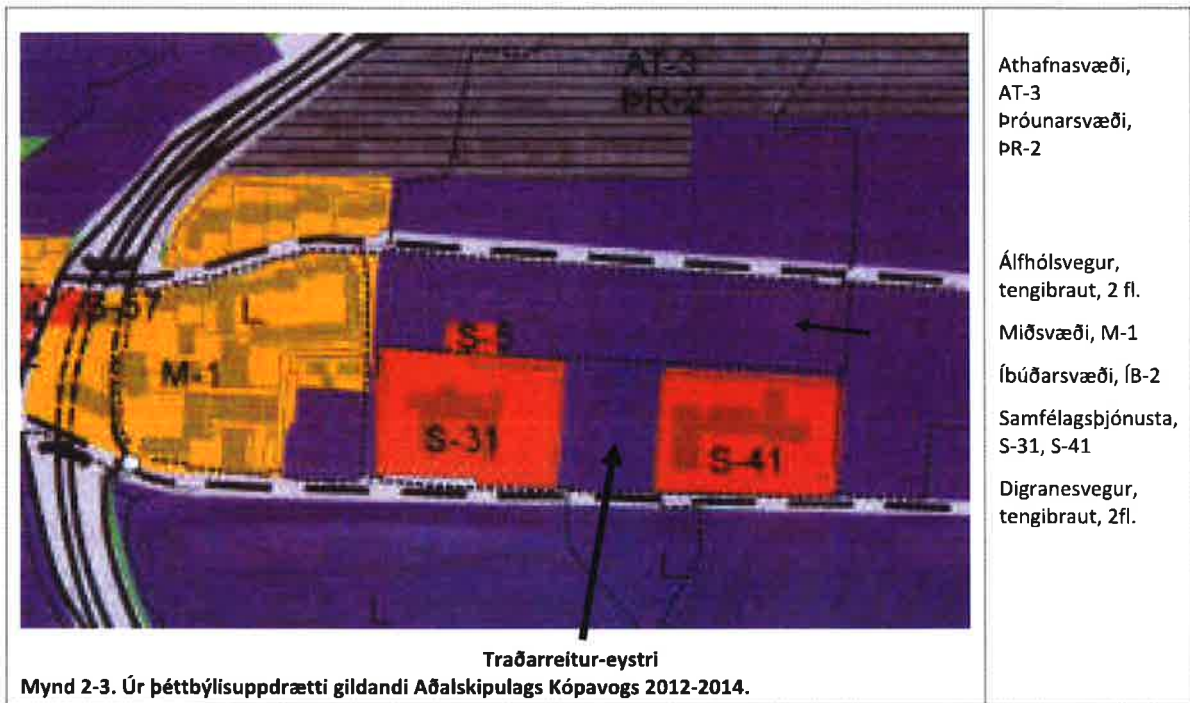 AT-3
ÞR-2
L
M-1
S-5
S-31
S-41
L
L
Traðarreitur-eystri
Mynd 2-3. Úr þéttbýlisuppdrætti gildandi Aðalskipulags Kópavogs 2012-2014.
Athafnasvæði,
AT-3
Þróunarsvæði,
ÞR-2
Álfhólsvegur,
tengibraut, 2 fl.
Miðsvæði, M-1
Íbúðarsvæði, ÍB-2
Samfélagsþjónusta,
S-31, S-41
Digranesvegur,
tengibraut, 2fl.